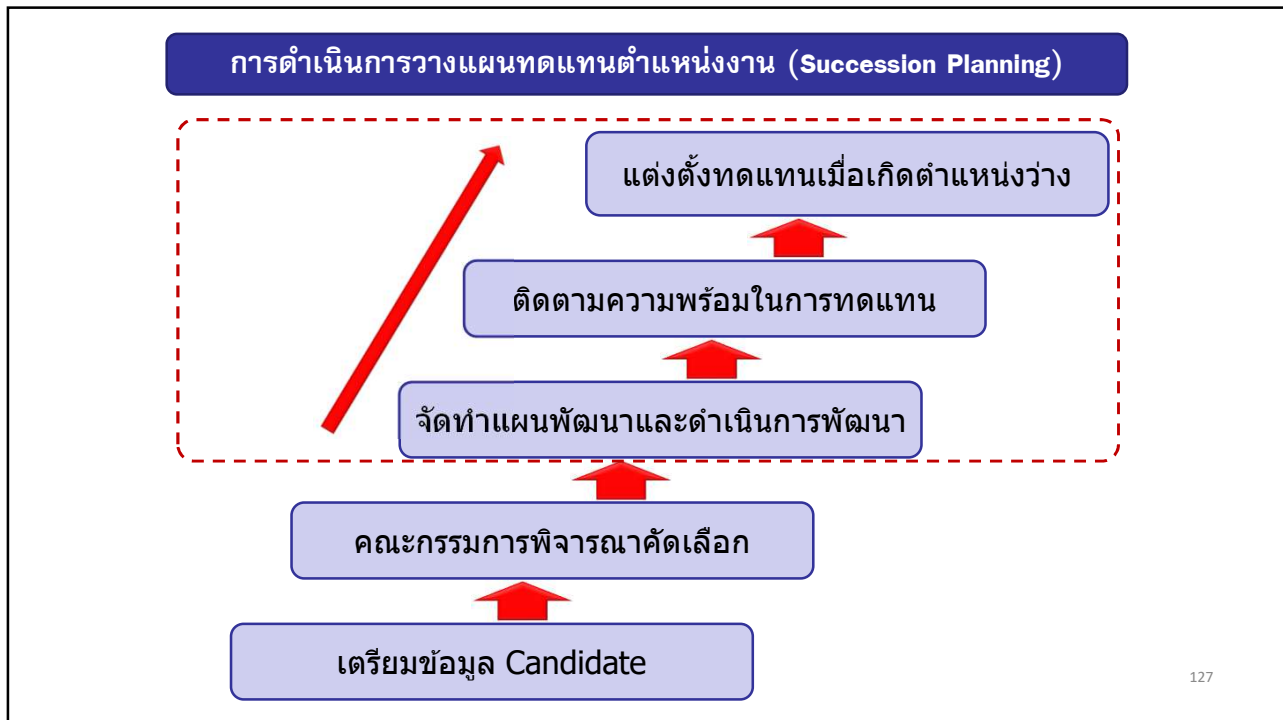 การดำเนินการวางแผนทดแทนตำแหน่งงาน (Succession Planning)
แต่งตั้งทดแทนเมื่อเกิดตำแหน่งว่าง
ติดตามความพร้อมในการทดแทน
จัดทำแผนพัฒนาและดำเนินการพัฒนา
คณะกรรมการพิจารณาคัดเลือก
เตรียมข้อมูล Candidate
127